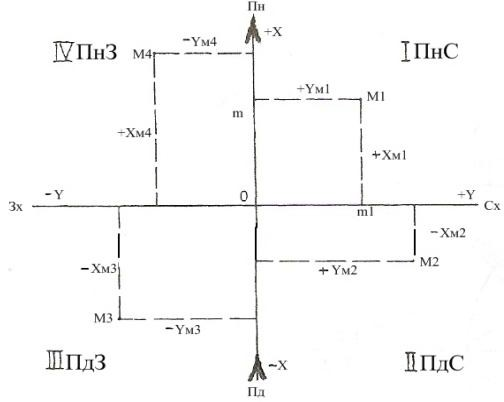 Пн
+X
IV ПнЗ
−Yм4
M4
I ПнС
+Yм1
M1
m
+Xм4
+Xм1
−Y
0
m1
+Y
Зх
Сх
−Xм2
−Xм3
+Yм2
M2
M3
−Yм3
III ПдЗ
−X
II ПдС
Пд